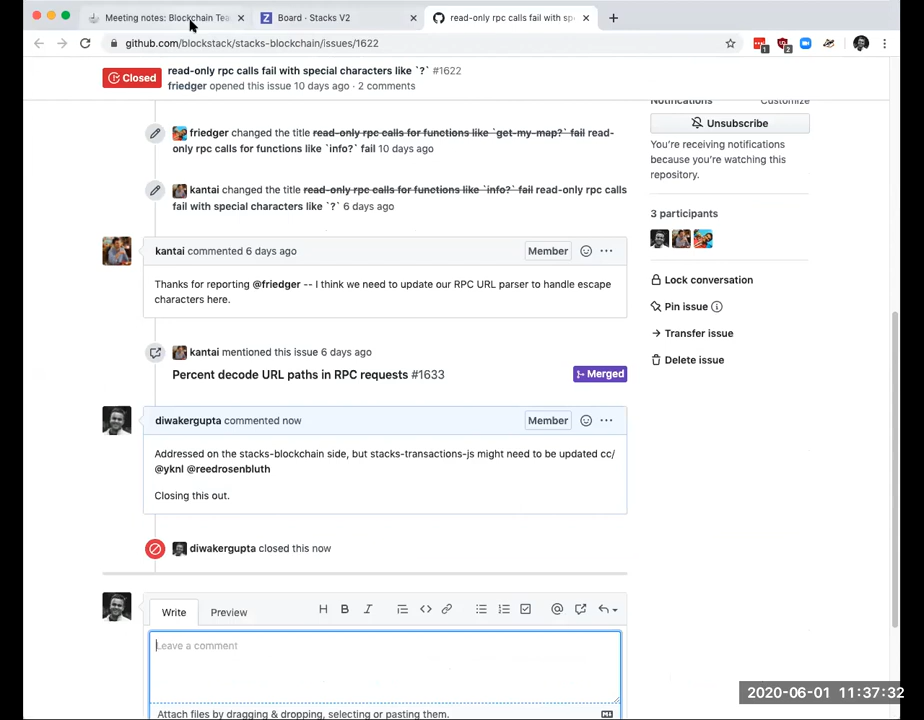 Meeting notes: Blockchain Tea
Board · Stacks V2
read-only rpc calls fail with spe
github.com/blockstack/stacks-blockchain/issues/1622
1
2
Closed
read-only rpc calls fail with special characters like `?` #1622
friedger opened this issue 10 days ago · 2 comments
Notifications
Customize
friedger changed the title read-only rpc calls for functions like `get-my-map?` fail read-
only rpc calls for functions like `info?` fail 10 days ago
Unsubscribe
You're receiving notifications
because you're watching this
repository.
kantai changed the title read-only rpc calls for functions like `info?` fail read-only rpc calls
fail with special characters like `?` 6 days ago
3 participants
kantai commented 6 days ago
Member
Thanks for reporting @friedger -- I think we need to update our RPC URL parser to handle escape
characters here.
Lock conversation
Pin issue
Transfer issue
Delete issue
kantai mentioned this issue 6 days ago
Percent decode URL paths in RPC requests #1633
Merged
diwakergupta commented now
Member
Addressed on the stacks-blockchain side, but stacks-transactions-js might need to be updated cc/
@yknl @reedrosenbluth
Closing this out.
diwakergupta closed this now
Write
Preview
Leave a comment
Attach files by dragging & dropping, selecting or pasting them.
2020-06-01 11:37:32